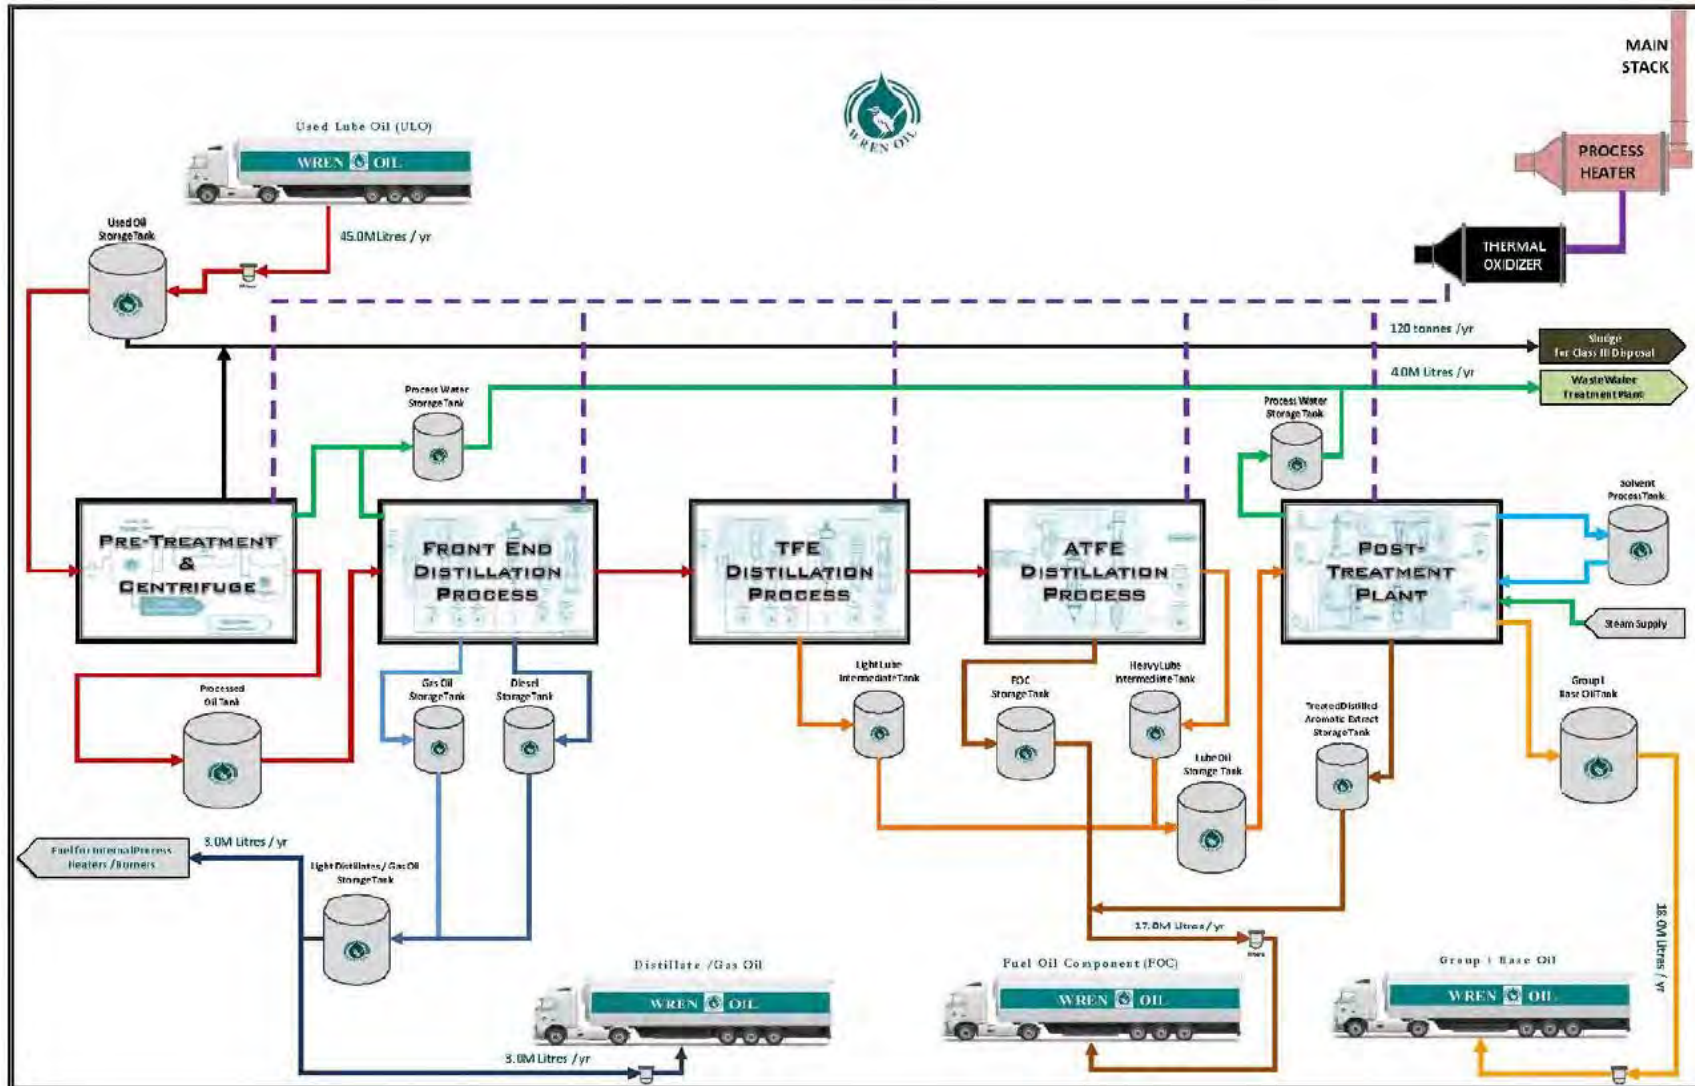 MAIN
STACK
PROCESS
HEATER
THERMAL
OXIDIZER
WREN OIL
Used Lube Oil (ULO)
WREN OIL
Used Oil
Storage Tank
45.0M Litres / yr
120 tonnes / yr
Sludge
for Class III Disposal
4.0M Litres / yr
Waste Water
Treatment Plant
Process Water
Storage Tank
Process Water
Storage Tank
Solvent
Process Tank
PRE-TREATMENT
&
CENTRIFUGE
FRONT END
DISTILLATION
PROCESS
TFE
DISTILLATION
PROCESS
ATFE
DISTILLATION
PROCESS
POST-
TREATMENT
PLANT
Steam Supply
Processed
Oil Tank
Gas Oil
Storage Tank
Diesel
Storage Tank
Light Lube
Intermediate Tank
FOC
Storage Tank
Heavy Lube
Intermediate Tank
Lube Oil
Storage Tank
Treated Distilled
Aromatic Extract
Storage Tank
Group I
Base Oil Tank
Fuel for Internal Process
Heaters / Burners
3.0M Litres / yr
Light Distillates / Gas Oil
Storage Tank
17.0M Litres / yr
18.0M Litres / yr
Distillate / Gas Oil
WREN OIL
3.0M Litres / yr
Fuel Oil Component (FOC)
WREN OIL
Group I Base Oil
WREN OIL